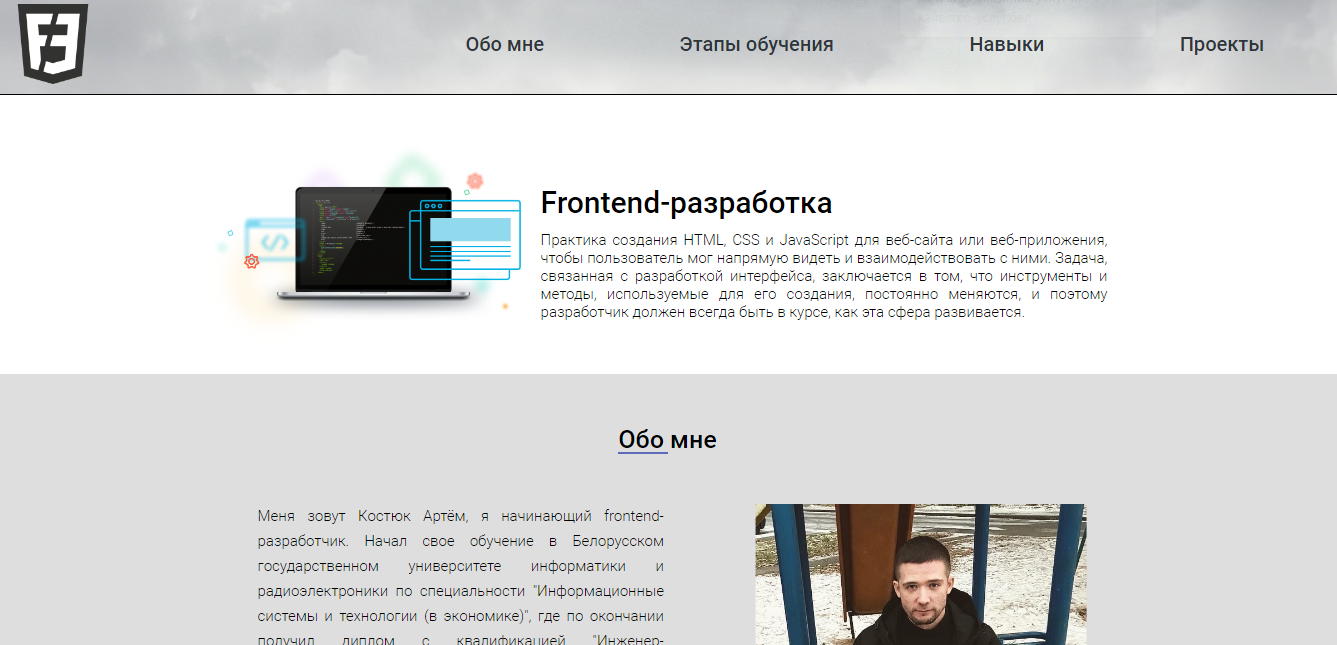 Обо мне Этапы обучения Навыки Проекты
Frontend-разработка
Практика создания HTML, CSS и JavaScript для веб-сайта или веб-приложения,
чтобы пользователь мог напрямую видеть и взаимодействовать с ними. Задача,
связанная с разработкой интерфейса, заключается в том, что инструменты и
методы, используемые для его создания, постоянно меняются, и поэтому
разработчик должен всегда быть в курсе, как эта сфера развивается.
Обо мне
Меня зовут Костюк Артём, я начинающий frontend-
разработчик. Начал свое обучение в Белорусском
государственном университете информатики и
радиоэлектроники по специальности "Информационные
системы и технологии (в экономике)", где по окончании
получил диплом с квалификацией "Инженер-